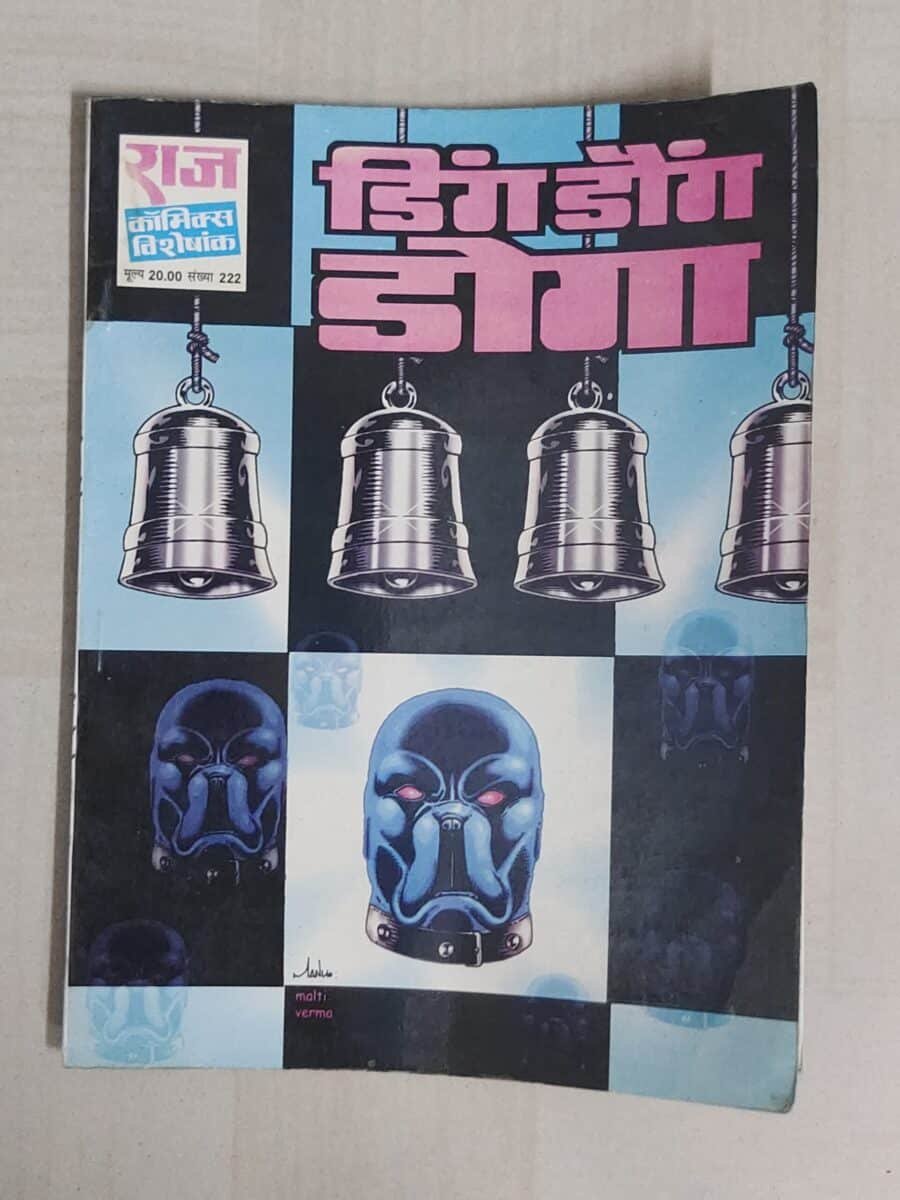 राज
कॉमिक्स
विशेषांक
मूल्य 20.00 संख्या 222
डिंग डौंग
डोगा
malti
verma